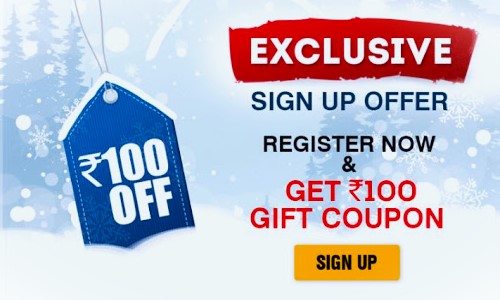 EXCLUSIVE
SIGN UP OFFER
REGISTER NOW
&
GET ₹100
GIFT COUPON
SIGN UP
₹100
OFF